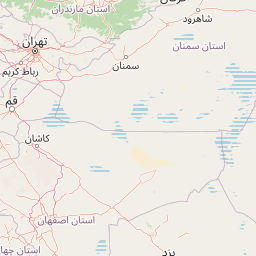 استان مازندران
شاهرود
تهران
استان سمنان
سمنان
رباط کریم
قم
کاشان
استان اصفهان
یزد